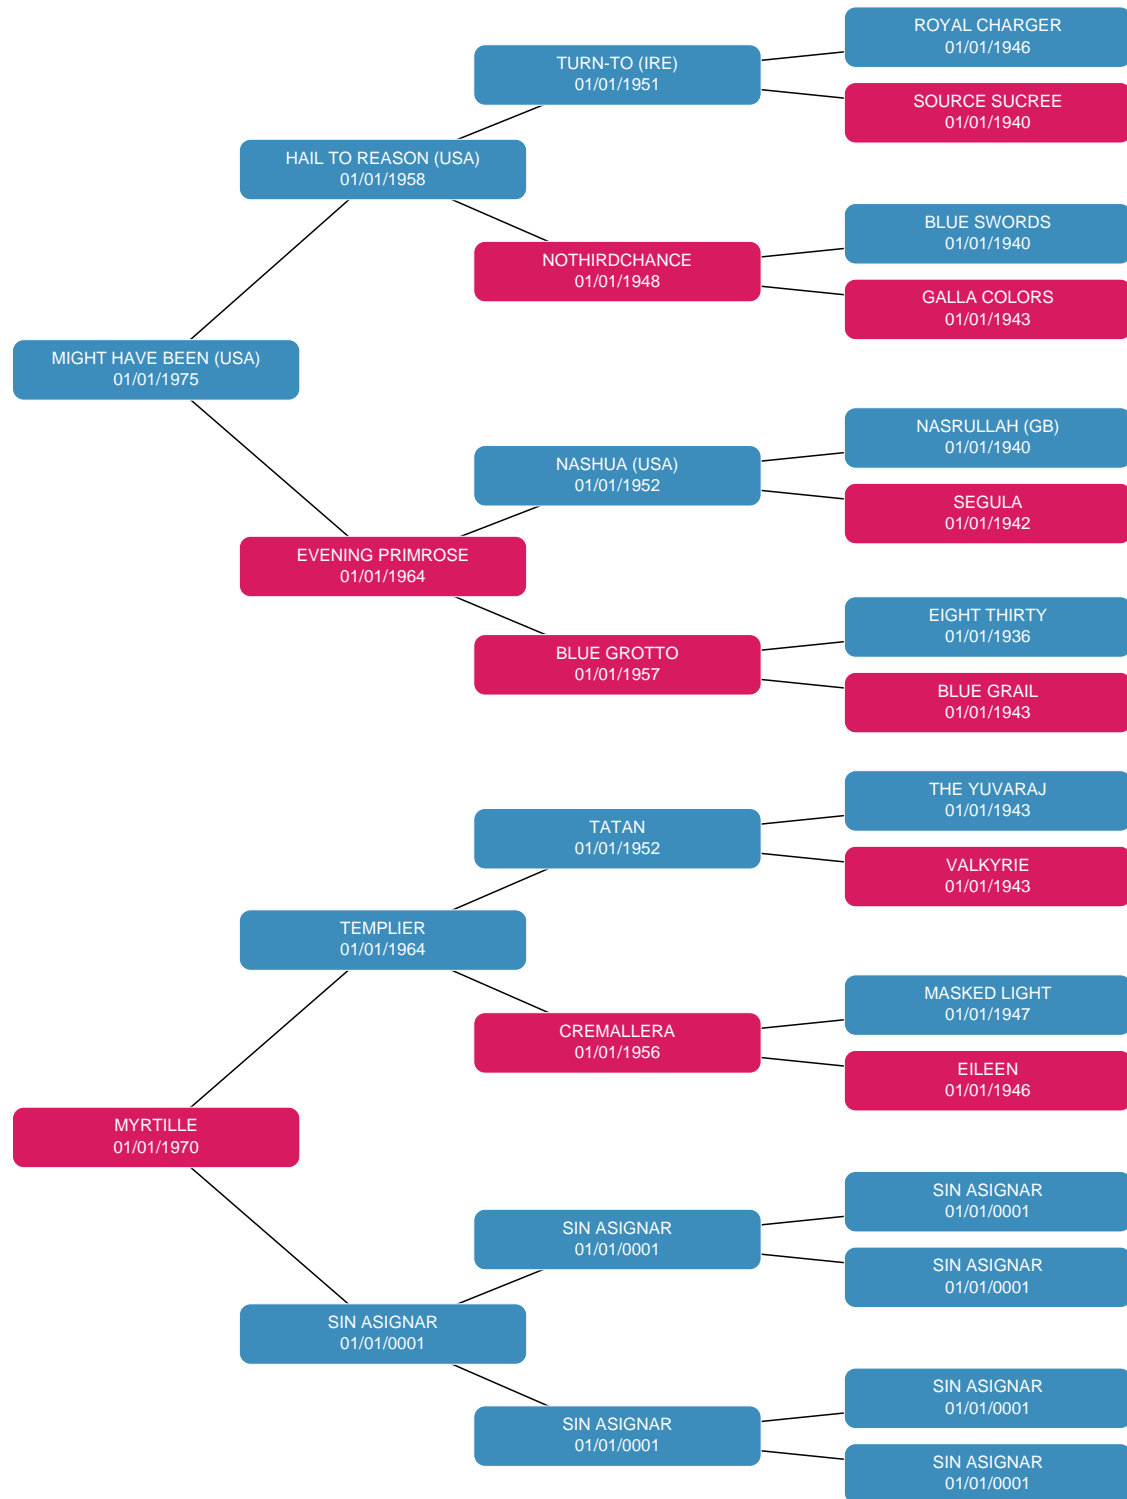 ROYAL CHARGER
01/01/1946
TURN-TO (IRE)
01/01/1951
SOURCE SUCREE
01/01/1940
HAIL TO REASON (USA)
01/01/1958
BLUE SWORDS
01/01/1940
NOTHIRDCHANCE
01/01/1948
GALLA COLORS
01/01/1943
MIGHT HAVE BEEN (USA)
01/01/1975
NASRULLAH (GB)
01/01/1940
NASHUA (USA)
01/01/1952
SEGULA
01/01/1942
EVENING PRIMROSE
01/01/1964
EIGHT THIRTY
01/01/1936
BLUE GROTTO
01/01/1957
BLUE GRAIL
01/01/1943
THE YUVARAJ
01/01/1943
TATAN
01/01/1952
VALKYRIE
01/01/1943
TEMPLIER
01/01/1964
MASKED LIGHT
01/01/1947
CREMALLERA
01/01/1956
EILEEN
01/01/1946
MYRTILLE
01/01/1970
SIN ASIGNAR
01/01/0001
SIN ASIGNAR
01/01/0001
SIN ASIGNAR
01/01/0001
SIN ASIGNAR
01/01/0001
SIN ASIGNAR
01/01/0001
SIN ASIGNAR
01/01/0001
SIN ASIGNAR
01/01/0001